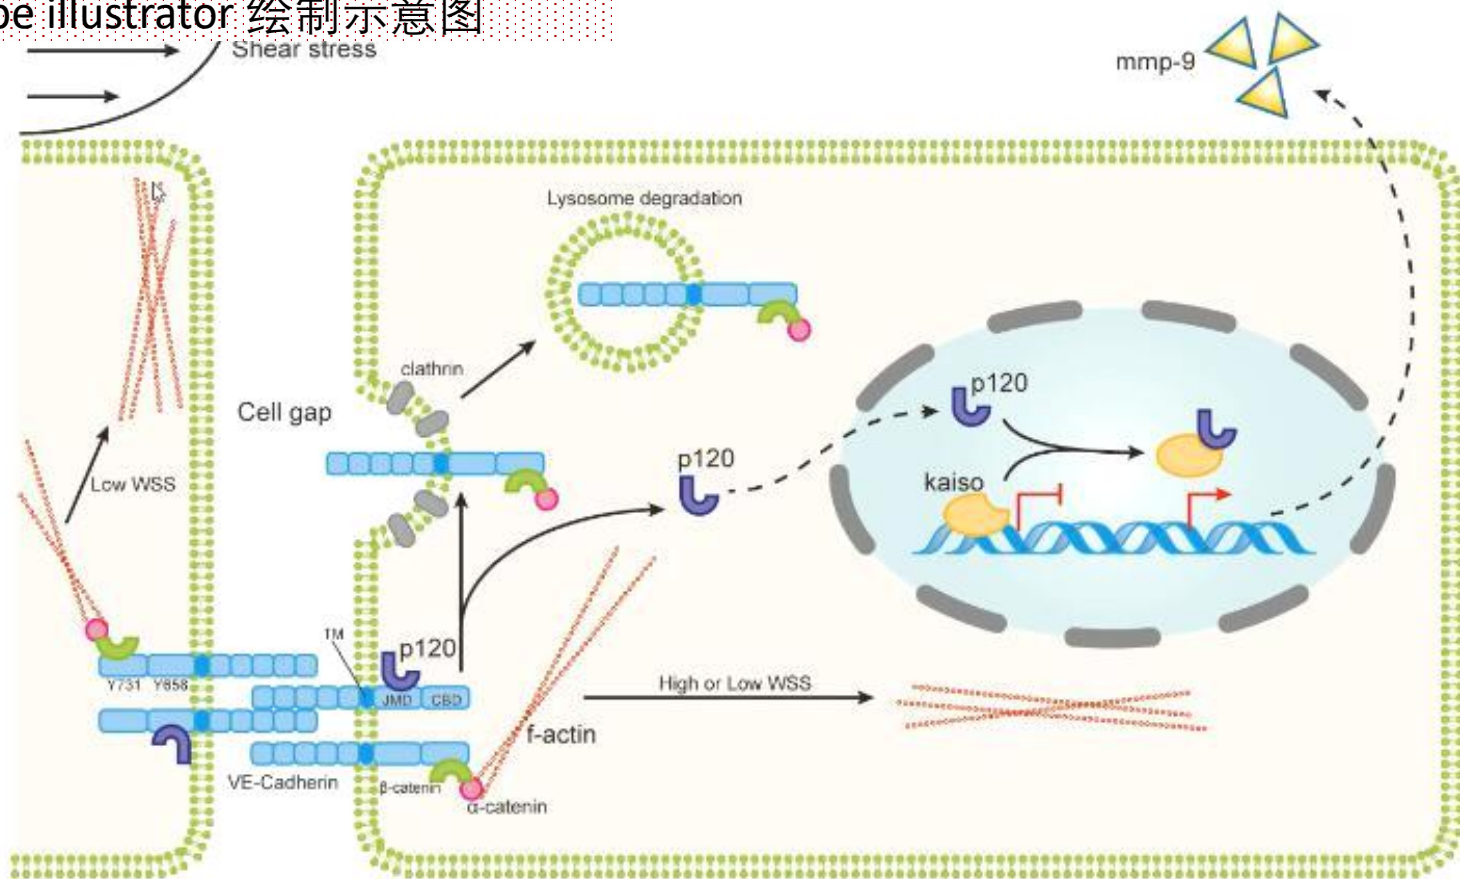 be illustrator 绘制示意图
Shear stress
mmp-9
Lysosome degradation
clathrin
Cell gap
p120
p120
Low WSS
kaiso
TM
p120
Y731 Y658
JMD CBD
High or Low WSS
f-actin
VE-Cadherin
β-catenin
α-catenin